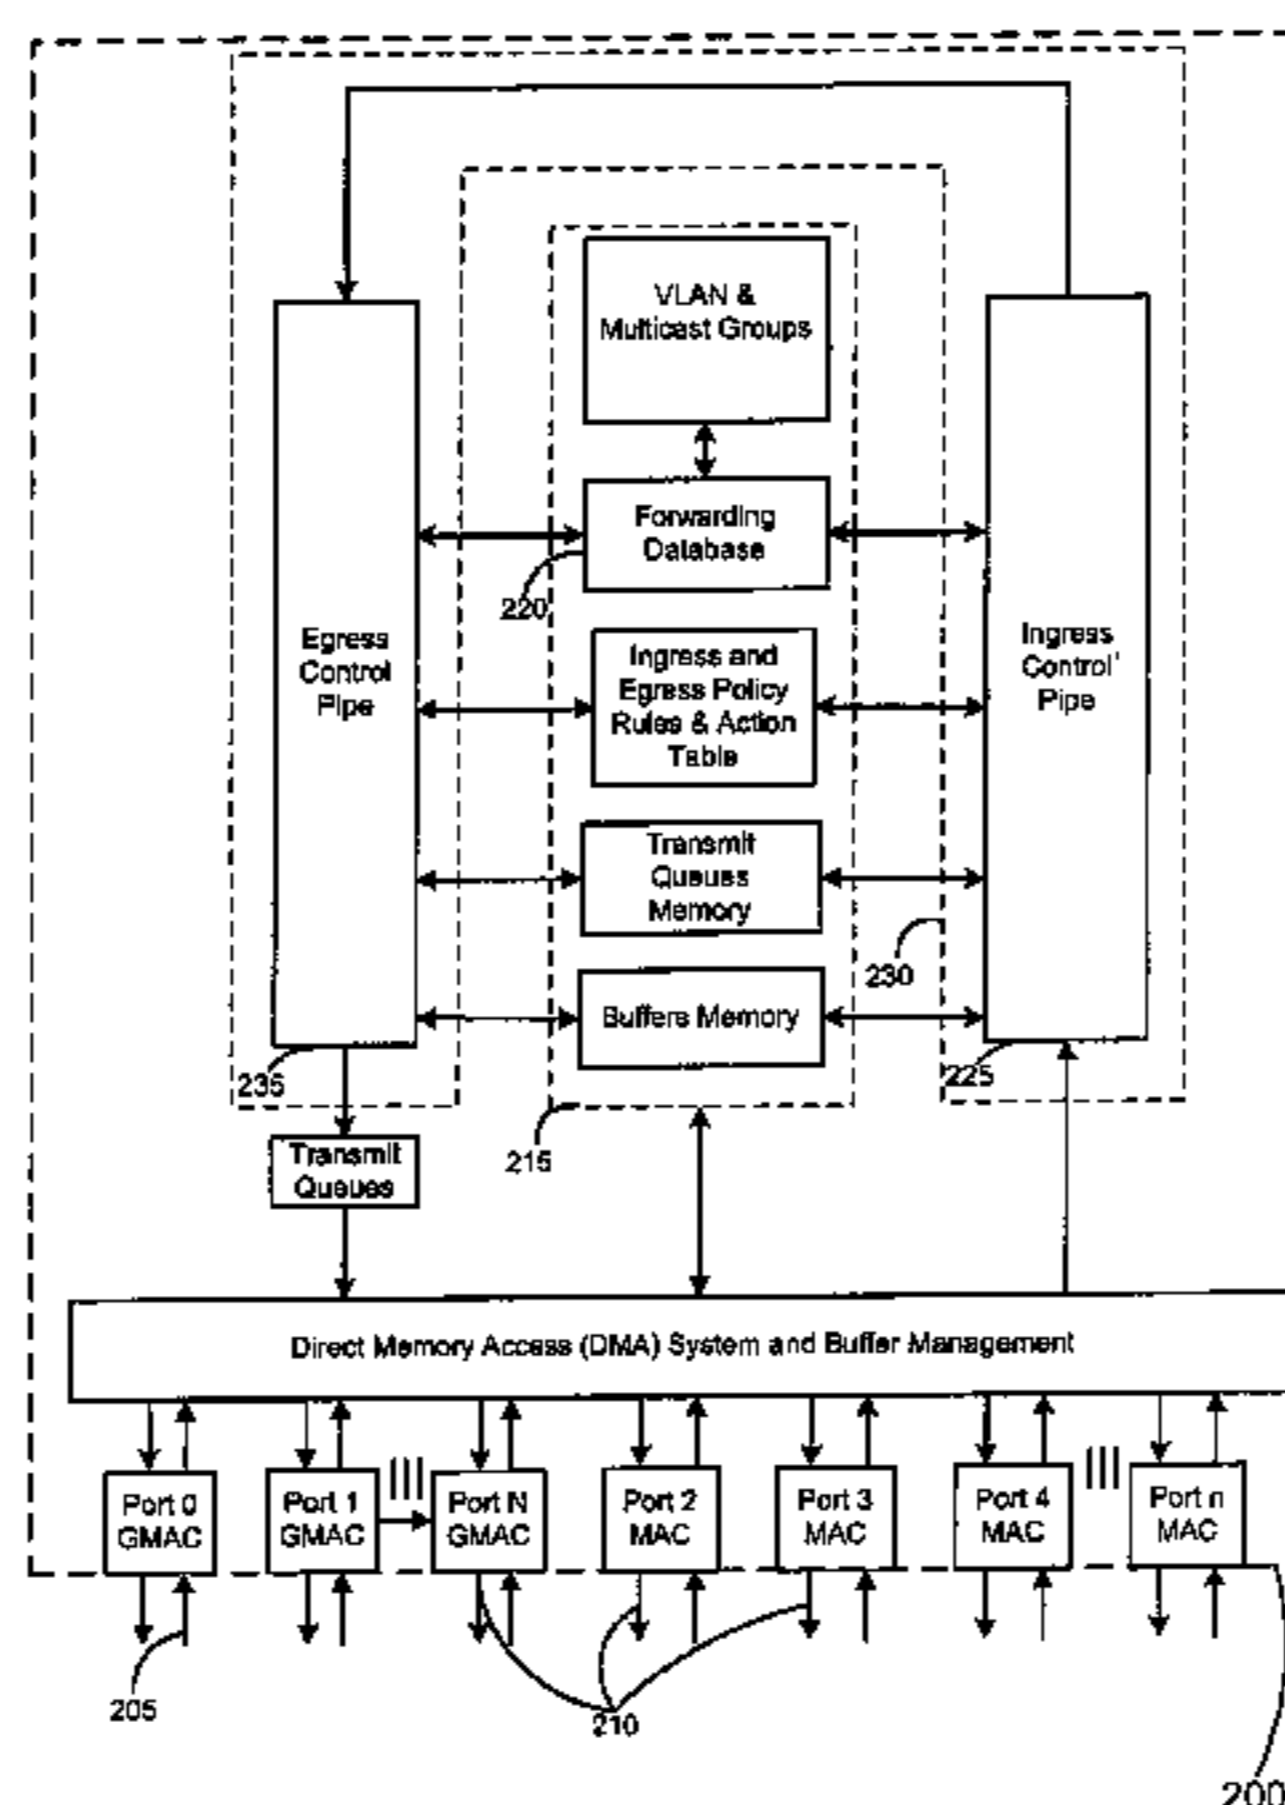 VLAN &
Multicast Groups
Forwarding
Database
220
Egress
Control
Pipe
Ingress and
Egress Policy
Rules & Action
Table
Ingress
Control
Pipe
Transmit
Queues
Memory
230
Buffers Memory
235
225
215
Transmit
Queues
Direct Memory Access (DMA) System and Buffer Management
Port 0
GMAC
Port 1
GMAC
Port N
GMAC
Port 2
MAC
Port 3
MAC
Port 4
MAC
Port n
MAC
205
210
200